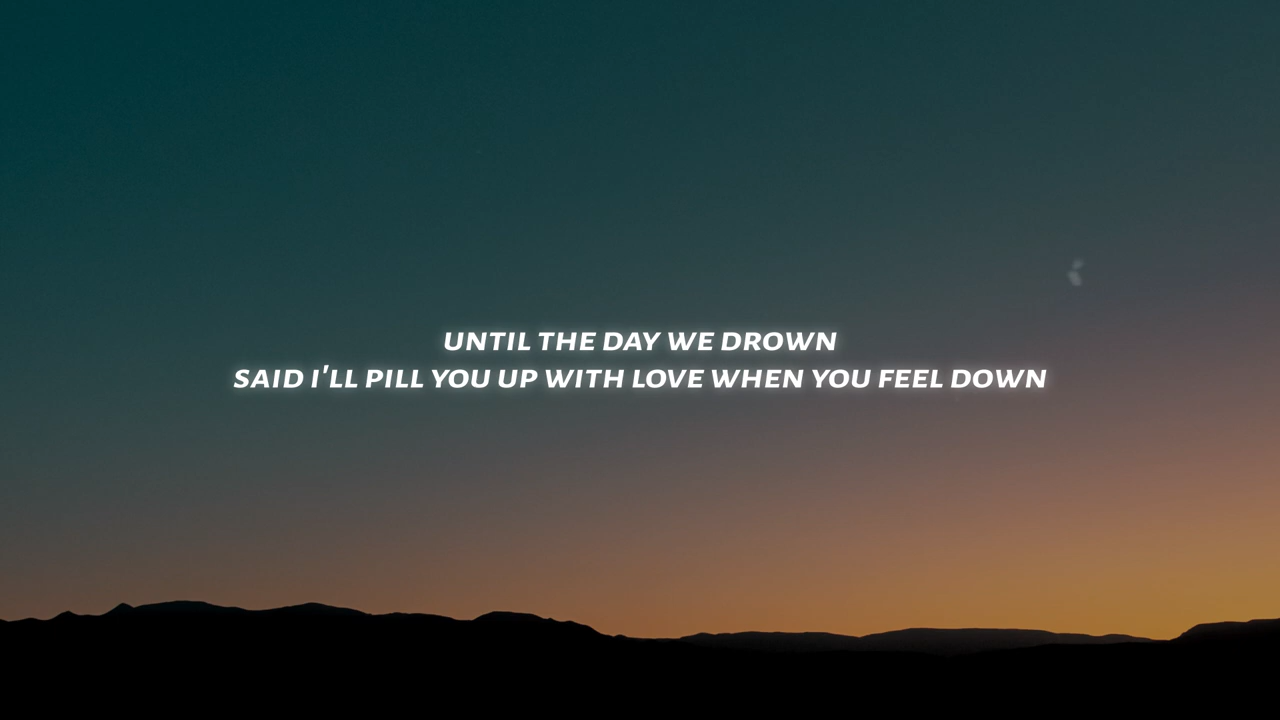 UNTIL THE DAY WE DROWN
SAID I'LL PILL YOU UP WITH LOVE WHEN YOU FEEL DOWN